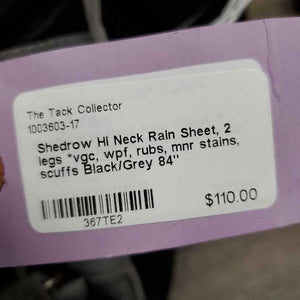 The Tack Collector
1003603-17
Shedrow Hi Neck Rain Sheet, 2
legs *vgc, wpf, rubs, mnr stains,
scuffs Black/Grey 84"
$110.00
367TE2